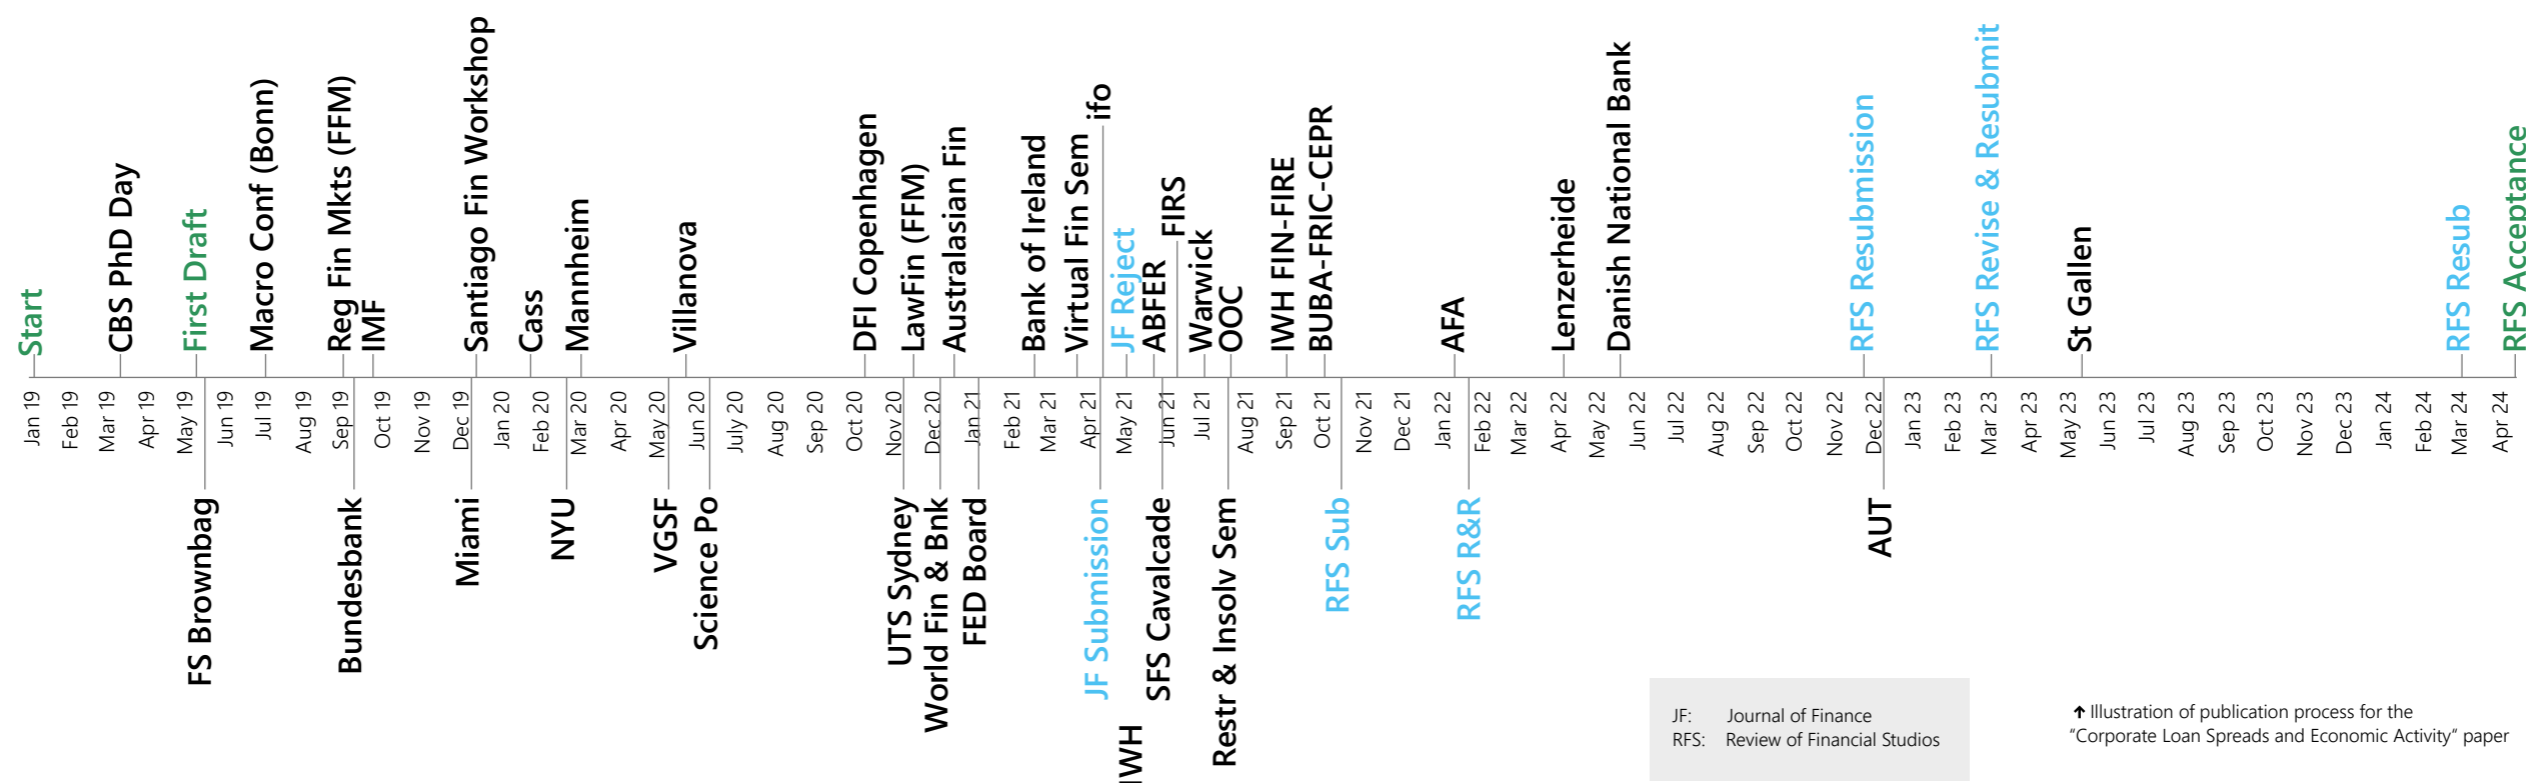 Start
CBS PhD Day
First Draft
Macro Conf (Bonn)
Reg Fin Mkts (FFM)
IMF
Santiago Fin Workshop
Cass
Mannheim
Villanova
DFI Copenhagen
LawFin (FFM)
Australasian Fin
Bank of Ireland
Virtual Fin Sem
ifo
JF Reject
ABFER
FIRS
Warwick
OOC
IWH FIN-FIRE
BUBA-FRIC-CEPR
AFA
Lenzerheide
Danish National Bank
RFS Resubmission
RFS Revise & Resubmit
St Gallen
RFS Resub
RFS Acceptance
Jan 19
Feb 19
Mar 19
Apr 19
May 19
Jun 19
Jul 19
Aug 19
Sep 19
Oct 19
Nov 19
Dec 19
Jan 20
Feb 20
Mar 20
Apr 20
May 20
Jun 20
July 20
Aug 20
Sep 20
Oct 20
Nov 20
Dec 20
Jan 21
Feb 21
Mar 21
Apr 21
May 21
Jun 21
Jul 21
Aug 21
Sep 21
Oct 21
Nov 21
Dec 21
Jan 22
Feb 22
Mar 22
Apr 22
May 22
Jun 22
Jul 22
Aug 22
Sep 22
Oct 22
Nov 22
Dec 22
Jan 23
Feb 23
Mar 23
Apr 23
May 23
Jun 23
Jul 23
Aug 23
Sep 23
Oct 23
Nov 23
Dec 23
Jan 24
Feb 24
Mar 24
Apr 24
FS Brownbag
Bundesbank
Miami
NYU
VGSF
Science Po
UTS Sydney
World Fin & Bnk
FED Board
JF Submission
IWH
SFS Cavalcade
Restr & Insolv Sem
RFS Sub
RFS R&R
AUT
JF: Journal of Finance
RFS: Review of Financial Studios
↑ Illustration of publication process for the
“Corporate Loan Spreads and Economic Activity” paper